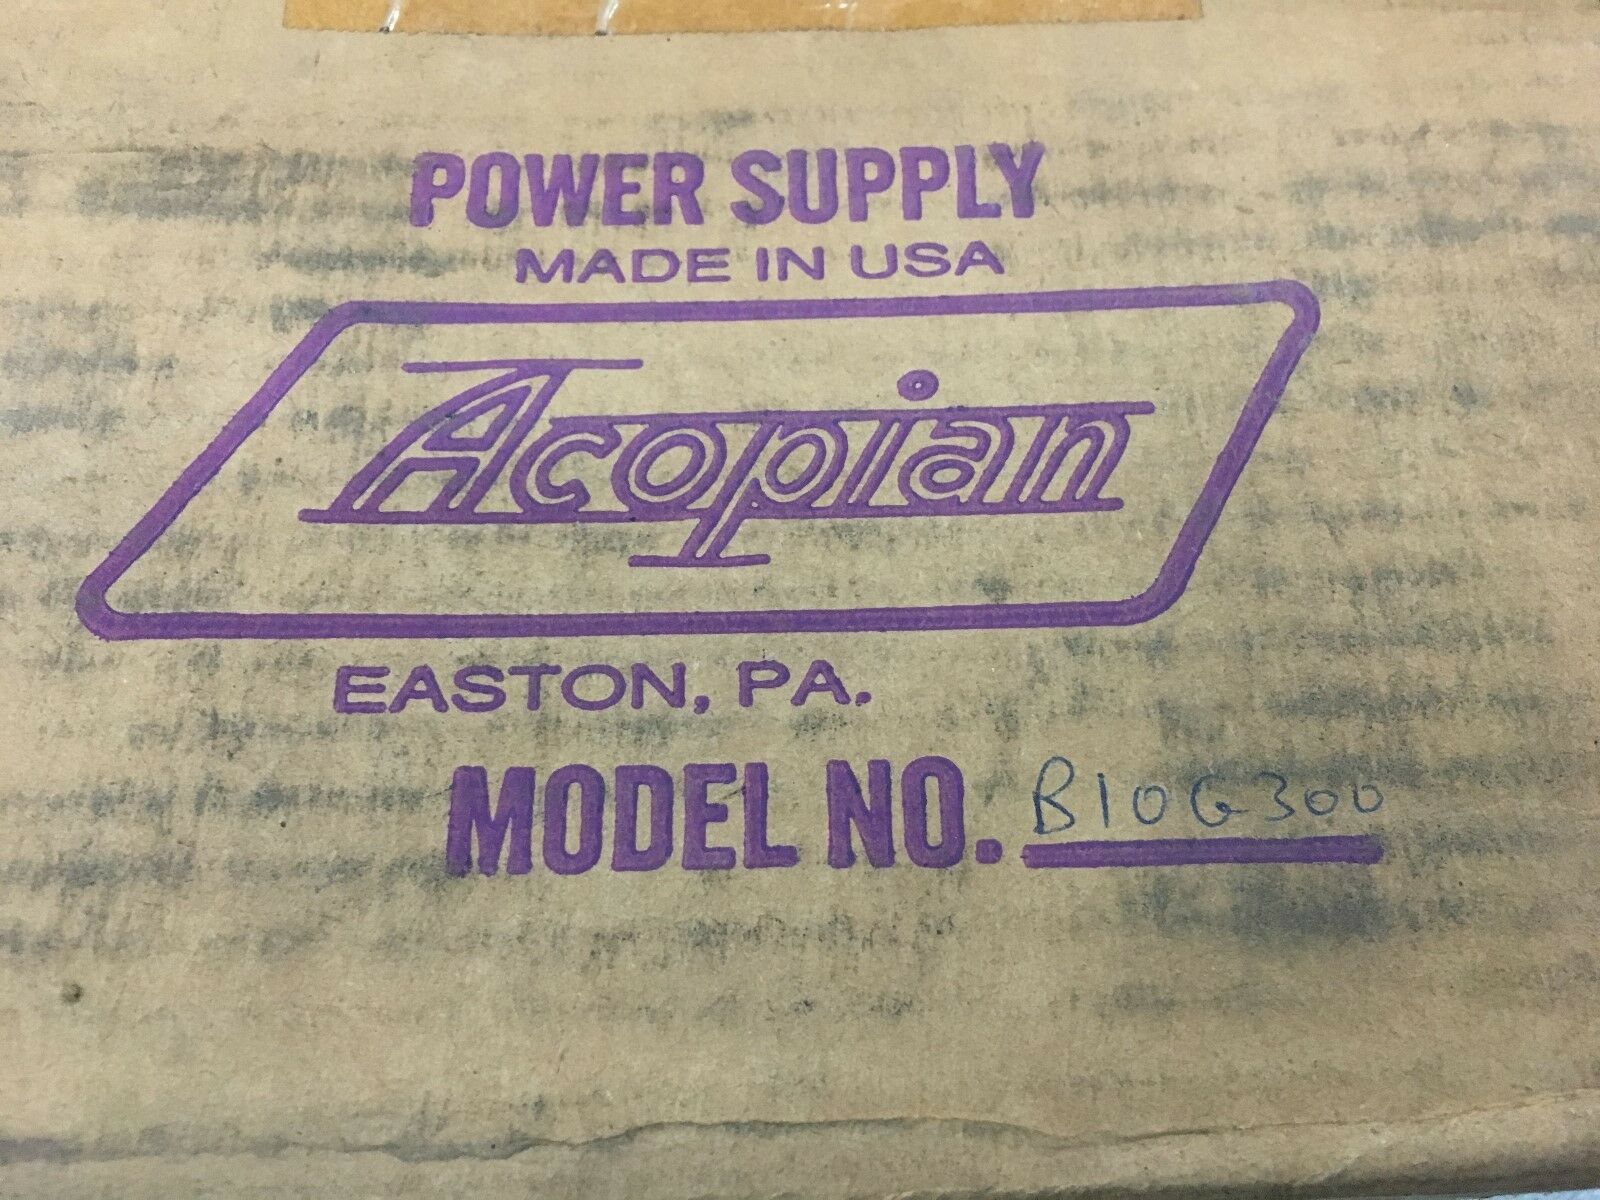 POWER SUPPLY
MADE IN USA
Acopian
EASTON, PA.
MODEL NO. B10G300